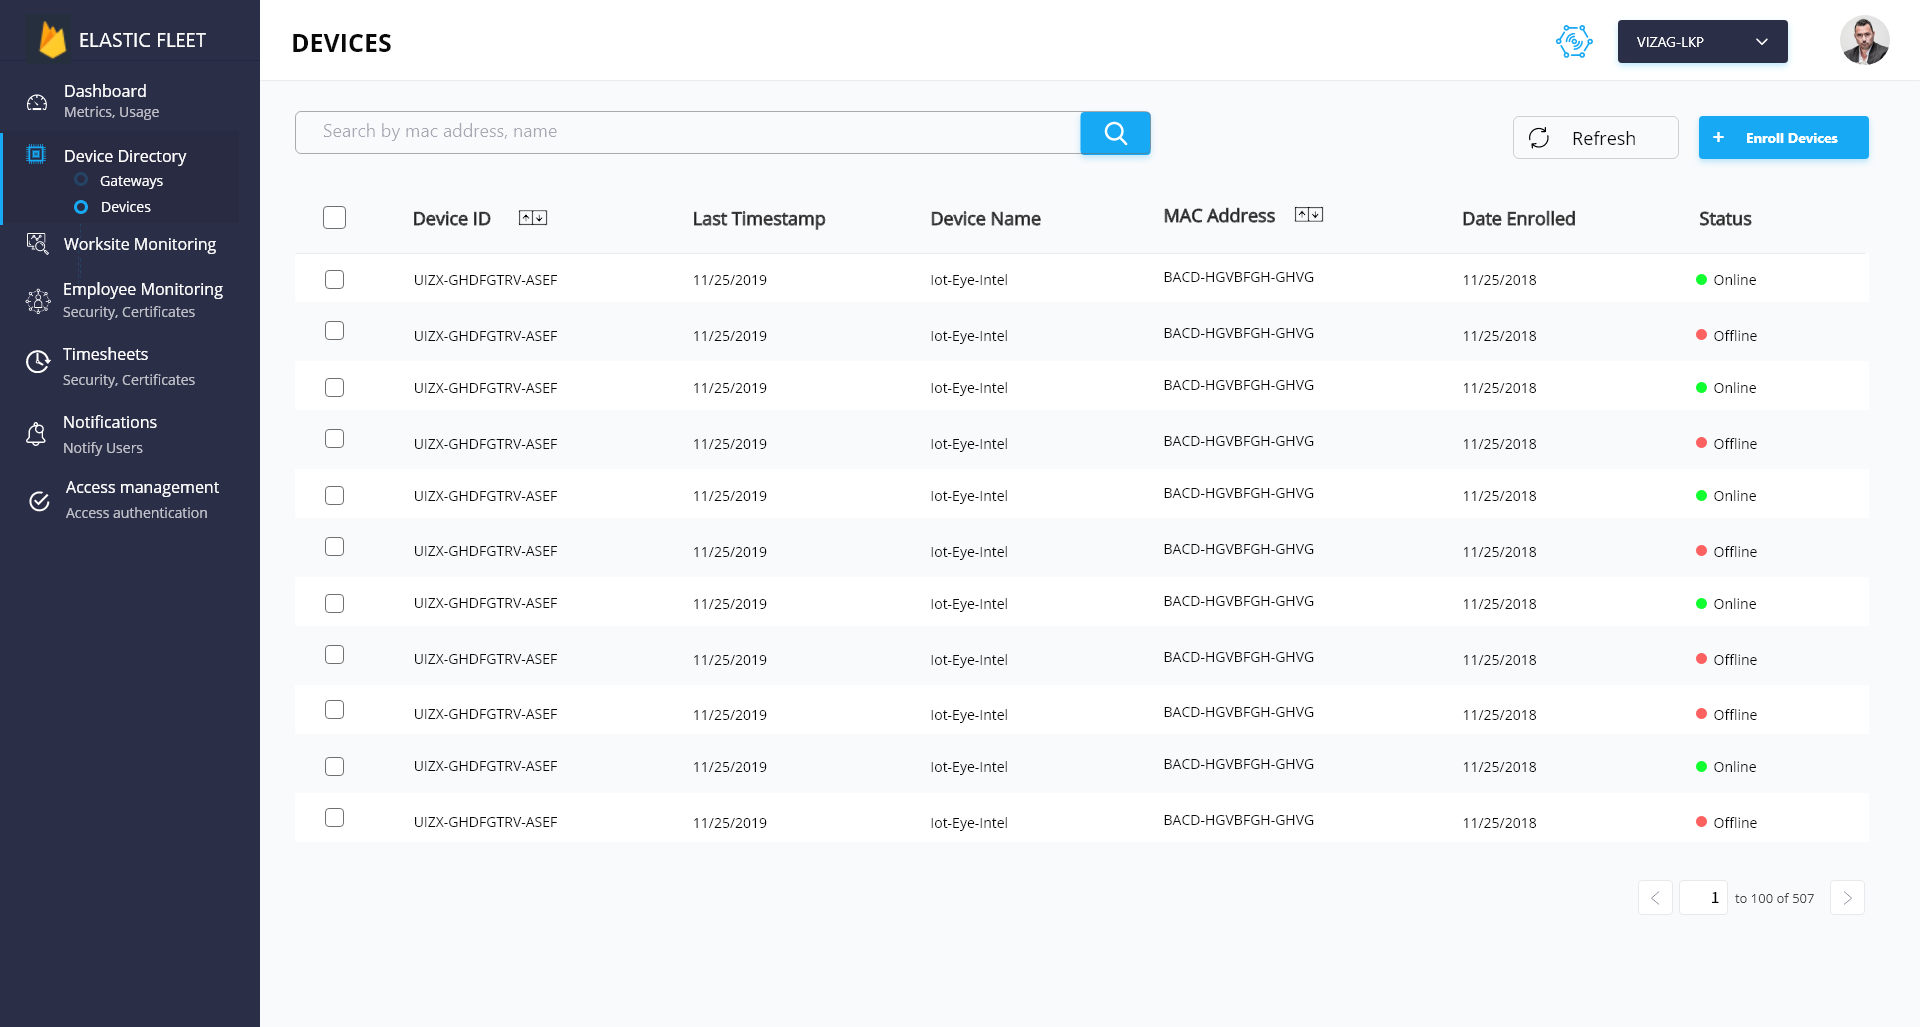 ELASTIC FLEET
Dashboard
Metrics, Usage
Device Directory
Gateways
Devices
Worksite Monitoring
Employee Monitoring
Security, Certificates
Timesheets
Security, Certificates
Notifications
Notify Users
Access management
Access authentication
DEVICES
VIZAG-LKP
Search by mac address, name
Refresh
+ Enroll Devices
Device ID Last Timestamp Device Name MAC Address Date Enrolled Status
UIZX-GHDFGTRV-ASEF 11/25/2019 Iot-Eye-Intel BACD-HGVBFGH-GHVG 11/25/2018 Online
UIZX-GHDFGTRV-ASEF 11/25/2019 Iot-Eye-Intel BACD-HGVBFGH-GHVG 11/25/2018 Offline
UIZX-GHDFGTRV-ASEF 11/25/2019 Iot-Eye-Intel BACD-HGVBFGH-GHVG 11/25/2018 Online
UIZX-GHDFGTRV-ASEF 11/25/2019 Iot-Eye-Intel BACD-HGVBFGH-GHVG 11/25/2018 Offline
UIZX-GHDFGTRV-ASEF 11/25/2019 Iot-Eye-Intel BACD-HGVBFGH-GHVG 11/25/2018 Online
UIZX-GHDFGTRV-ASEF 11/25/2019 Iot-Eye-Intel BACD-HGVBFGH-GHVG 11/25/2018 Offline
UIZX-GHDFGTRV-ASEF 11/25/2019 Iot-Eye-Intel BACD-HGVBFGH-GHVG 11/25/2018 Online
UIZX-GHDFGTRV-ASEF 11/25/2019 Iot-Eye-Intel BACD-HGVBFGH-GHVG 11/25/2018 Offline
UIZX-GHDFGTRV-ASEF 11/25/2019 Iot-Eye-Intel BACD-HGVBFGH-GHVG 11/25/2018 Offline
UIZX-GHDFGTRV-ASEF 11/25/2019 Iot-Eye-Intel BACD-HGVBFGH-GHVG 11/25/2018 Online
UIZX-GHDFGTRV-ASEF 11/25/2019 Iot-Eye-Intel BACD-HGVBFGH-GHVG 11/25/2018 Offline
1 to 100 of 507